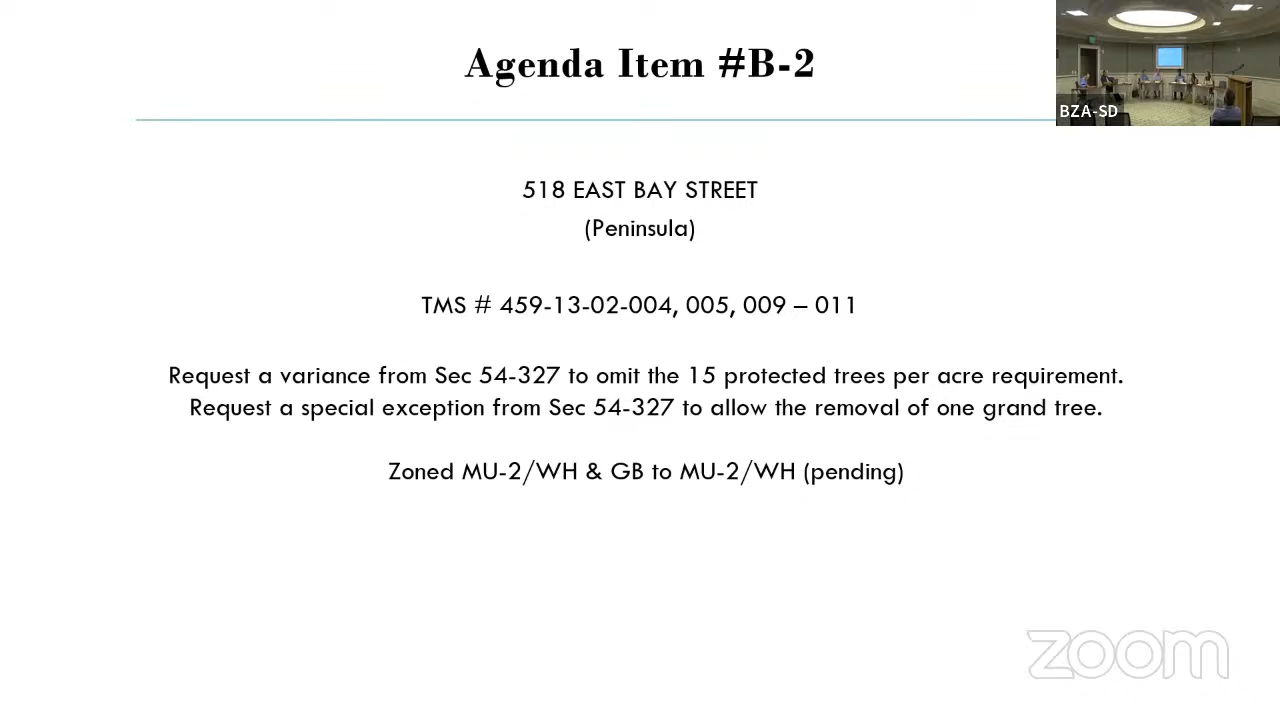 Agenda Item #B-2
BZA-SD
518 EAST BAY STREET
(Peninsula)
TMS # 459-13-02-004, 005, 009 – 011
Request a variance from Sec 54-327 to omit the 15 protected trees per acre requirement.
Request a special exception from Sec 54-327 to allow the removal of one grand tree.
Zoned MU-2/WH & GB to MU-2/WH (pending)
zoom